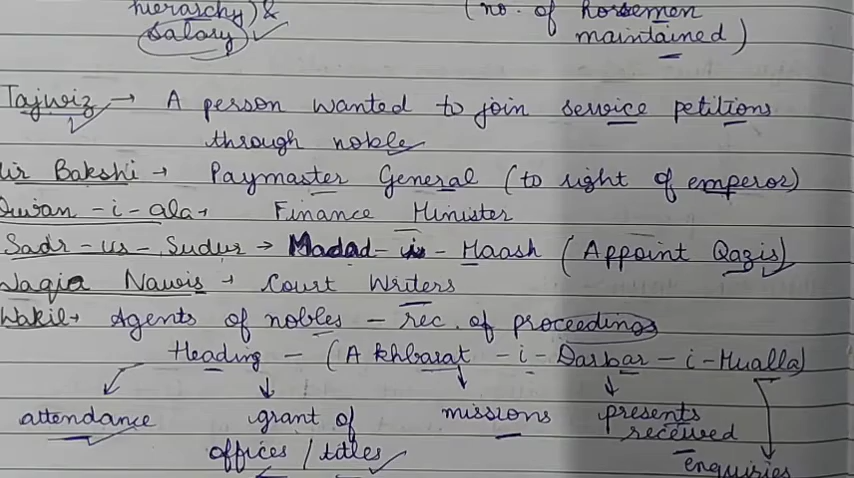 hierarchy) & (no. of horsemen
salary) maintained)
Tajwiz → A person wanted to join service petitions
through noble
Mir Bakshi → Paymaster General (to right of emperor)
Diwan-i-ala → Finance Minister
Sadr-us-Sudur → Madad-i-Maash (Appoint Qazis)
Waqia Nawis → Court Writers
Wakil → Agents of nobles - rec. of proceedings
Heading - (Akhbarat-i-Darbar-i-Mualla)
attendance grant of missions presents
offices/titles received
enquiries